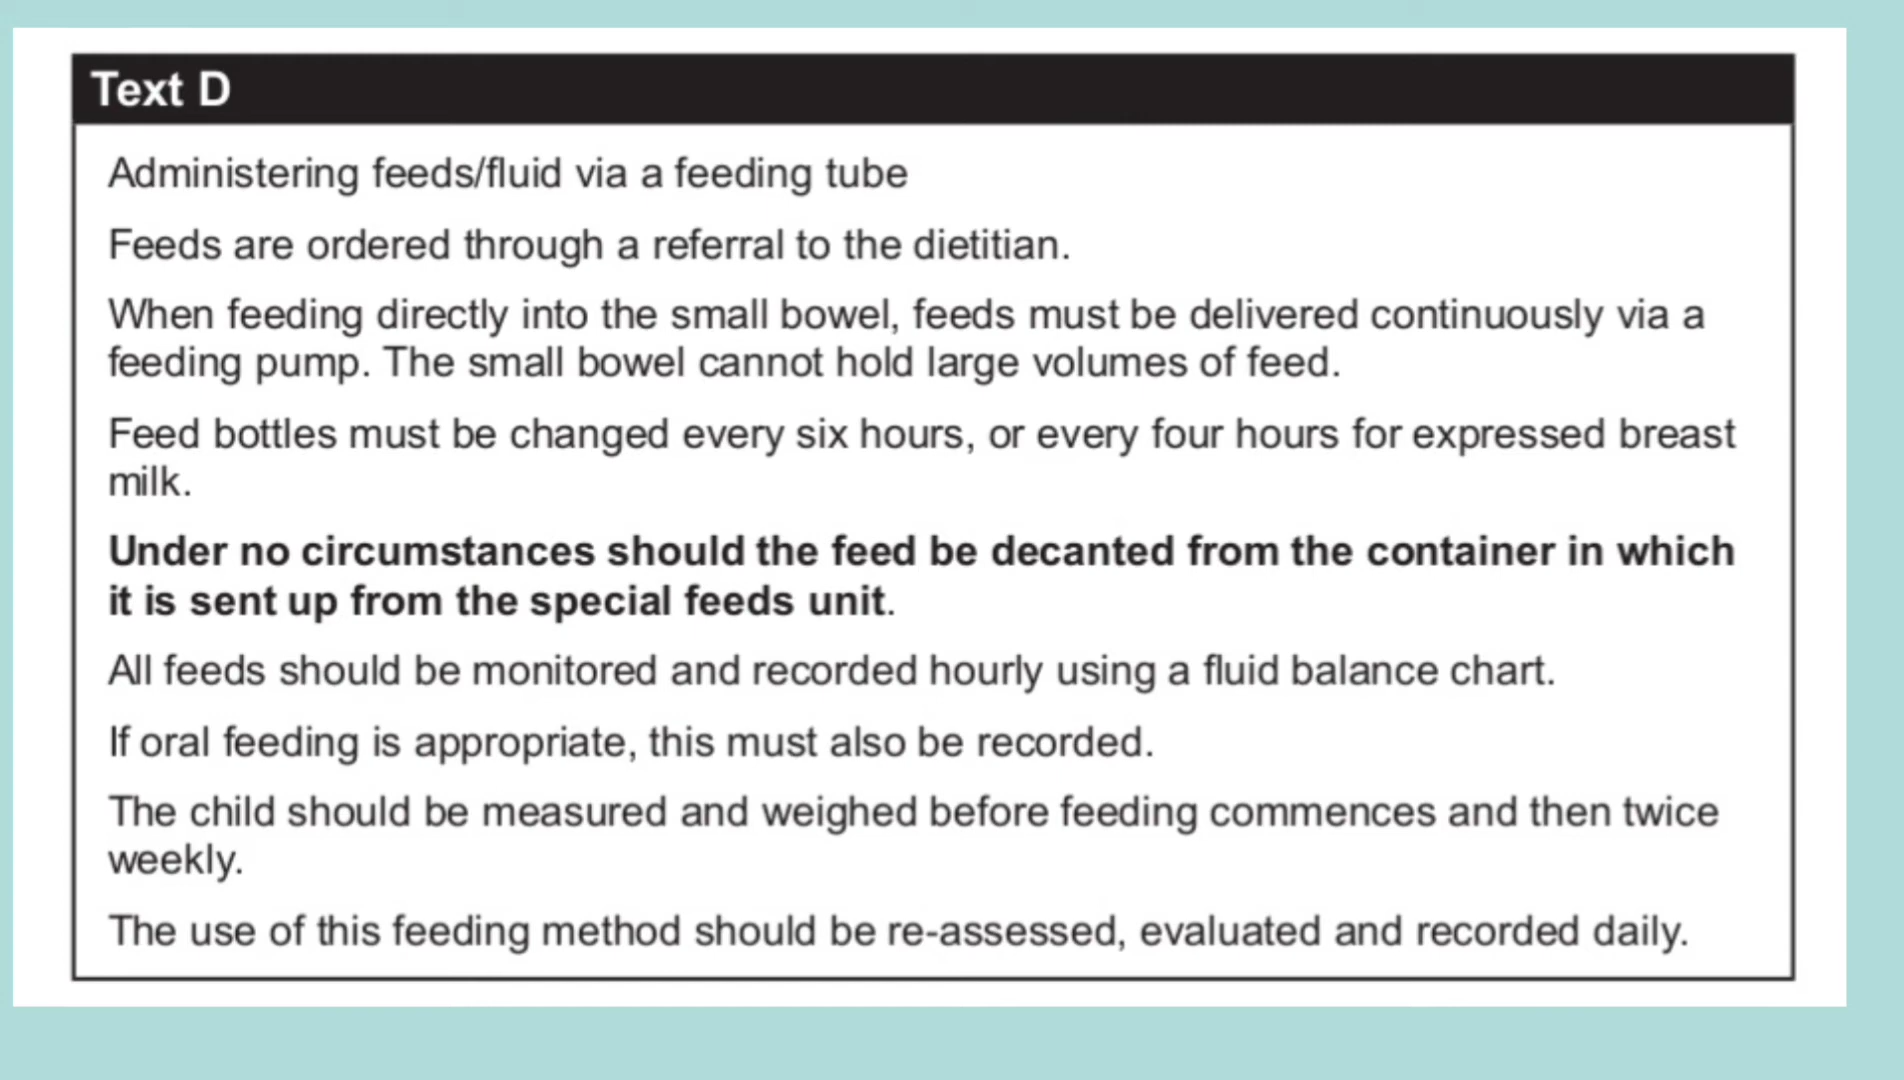 Text D
Administering feeds/fluid via a feeding tube
Feeds are ordered through a referral to the dietitian.
When feeding directly into the small bowel, feeds must be delivered continuously via a
feeding pump. The small bowel cannot hold large volumes of feed.
Feed bottles must be changed every six hours, or every four hours for expressed breast
milk.
Under no circumstances should the feed be decanted from the container in which
it is sent up from the special feeds unit.
All feeds should be monitored and recorded hourly using a fluid balance chart.
If oral feeding is appropriate, this must also be recorded.
The child should be measured and weighed before feeding commences and then twice
weekly.
The use of this feeding method should be re-assessed, evaluated and recorded daily.